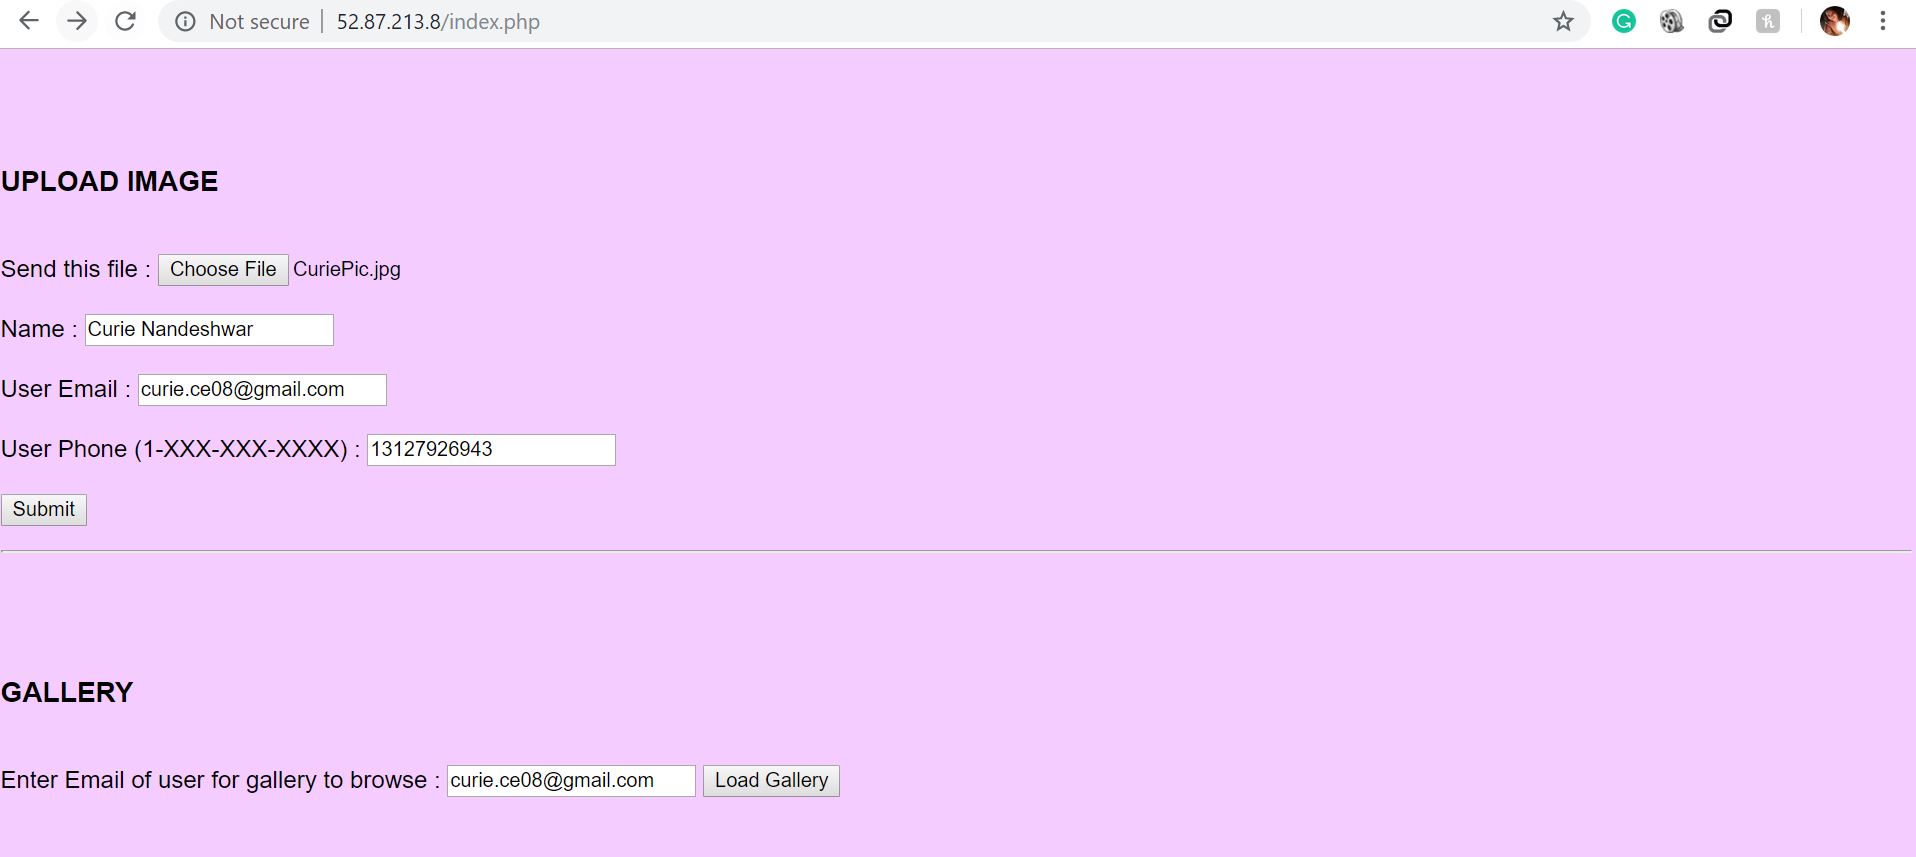 Not secure | 52.87.213.8/index.php
UPLOAD IMAGE
Send this file : Choose File CuriePic.jpg
Name : Curie Nandeshwar
User Email : curie.ce08@gmail.com
User Phone (1-XXX-XXX-XXXX) : 13127926943
Submit
GALLERY
Enter Email of user for gallery to browse : curie.ce08@gmail.com Load Gallery